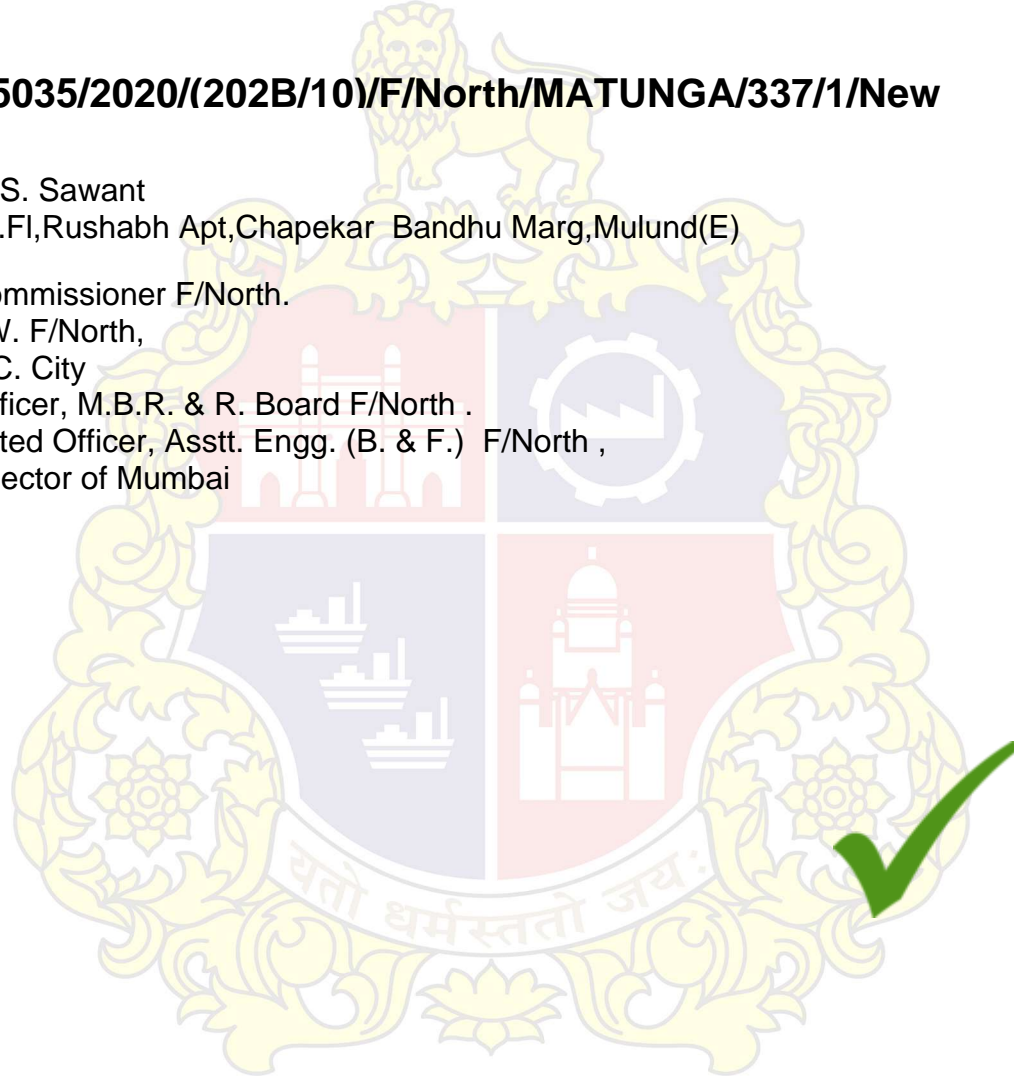 5035/2020/(202B/10)/F/North/MATUNGA/337/1/New
S. Sawant
.Fl,Rushabh Apt,Chapekar Bandhu Marg,Mulund(E)
ommissioner F/North.
. F/North,
C. City
ficer, M.B.R. & R. Board F/North .
ted Officer, Asstt. Engg. (B. & F.) F/North ,
ector of Mumbai
यतो धर्मस्ततो जय: